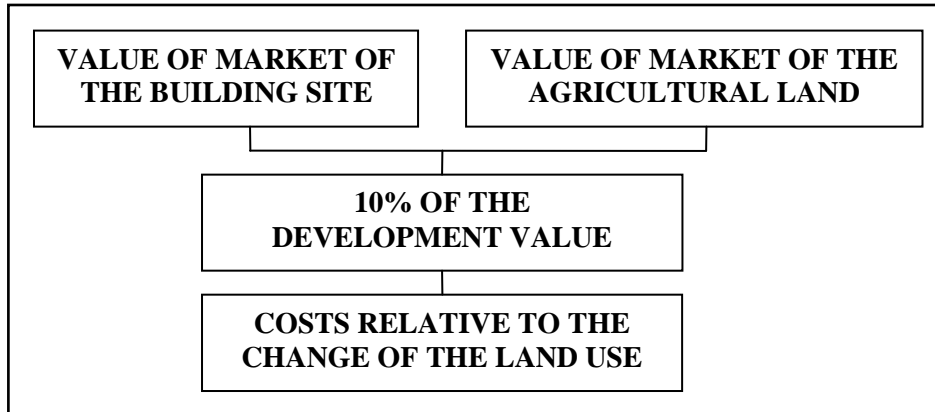 VALUE OF MARKET OF
THE BUILDING SITE
VALUE OF MARKET OF THE
AGRICULTURAL LAND
10% OF THE
DEVELOPMENT VALUE
COSTS RELATIVE TO THE
CHANGE OF THE LAND USE